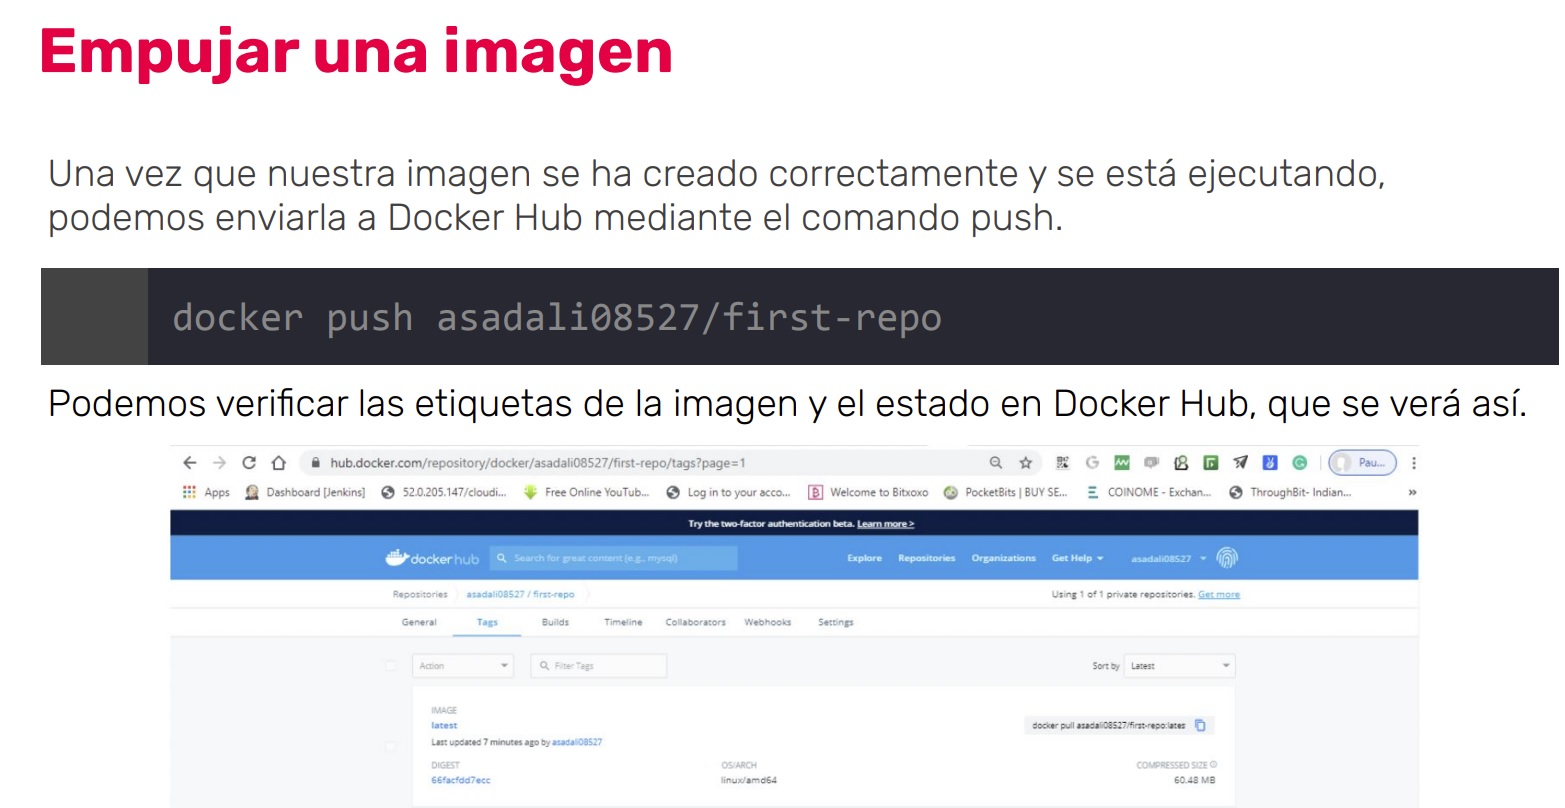 Empujar una imagen
Una vez que nuestra imagen se ha creado correctamente y se está ejecutando,
podemos enviarla a Docker Hub mediante el comando push.
docker push asadali08527/first-repo
Podemos verificar las etiquetas de la imagen y el estado en Docker Hub, que se verá así.
hub.docker.com/repository/docker/asadali08527/first-repo/tags?page=1 Pau...
Apps Dashboard [Jenkins] 52.0.205.147/cloudi... Free Online YouTub... Log in to your acco... Welcome to Bitxoxo PocketBits | BUY SE... COINOME - Exchan... ThroughBit- Indian... »
Try the two-factor authentication beta. Learn more >
dockerhub Search for great content (e.g., mysql) Explore Repositories Organizations Get Help asadali08527
Repositories asadali08527 / first-repo Using 1 of 1 private repositories. Get more
General Tags Builds Timeline Collaborators Webhooks Settings
Action Filter Tags Sort by Latest
IMAGE
latest docker pull asadali08527/first-repo:lates
Last updated 7 minutes ago by asadali08527
DIGEST OS/ARCH COMPRESSED SIZE
66facfdd7ecc linux/amd64 60.48 MB